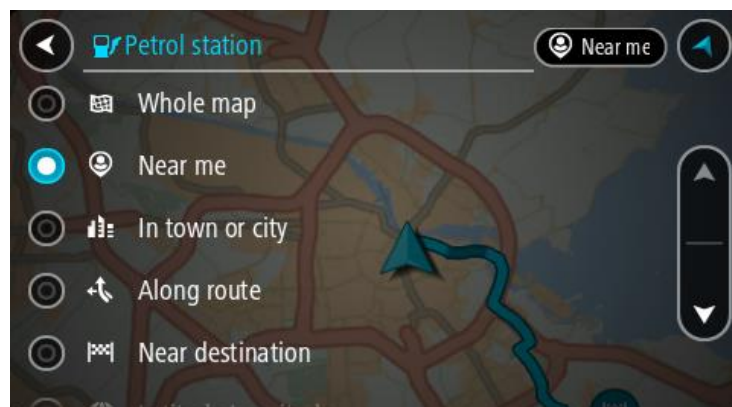 Petrol station
Near me
Whole map
Near me
In town or city
Along route
Near destination